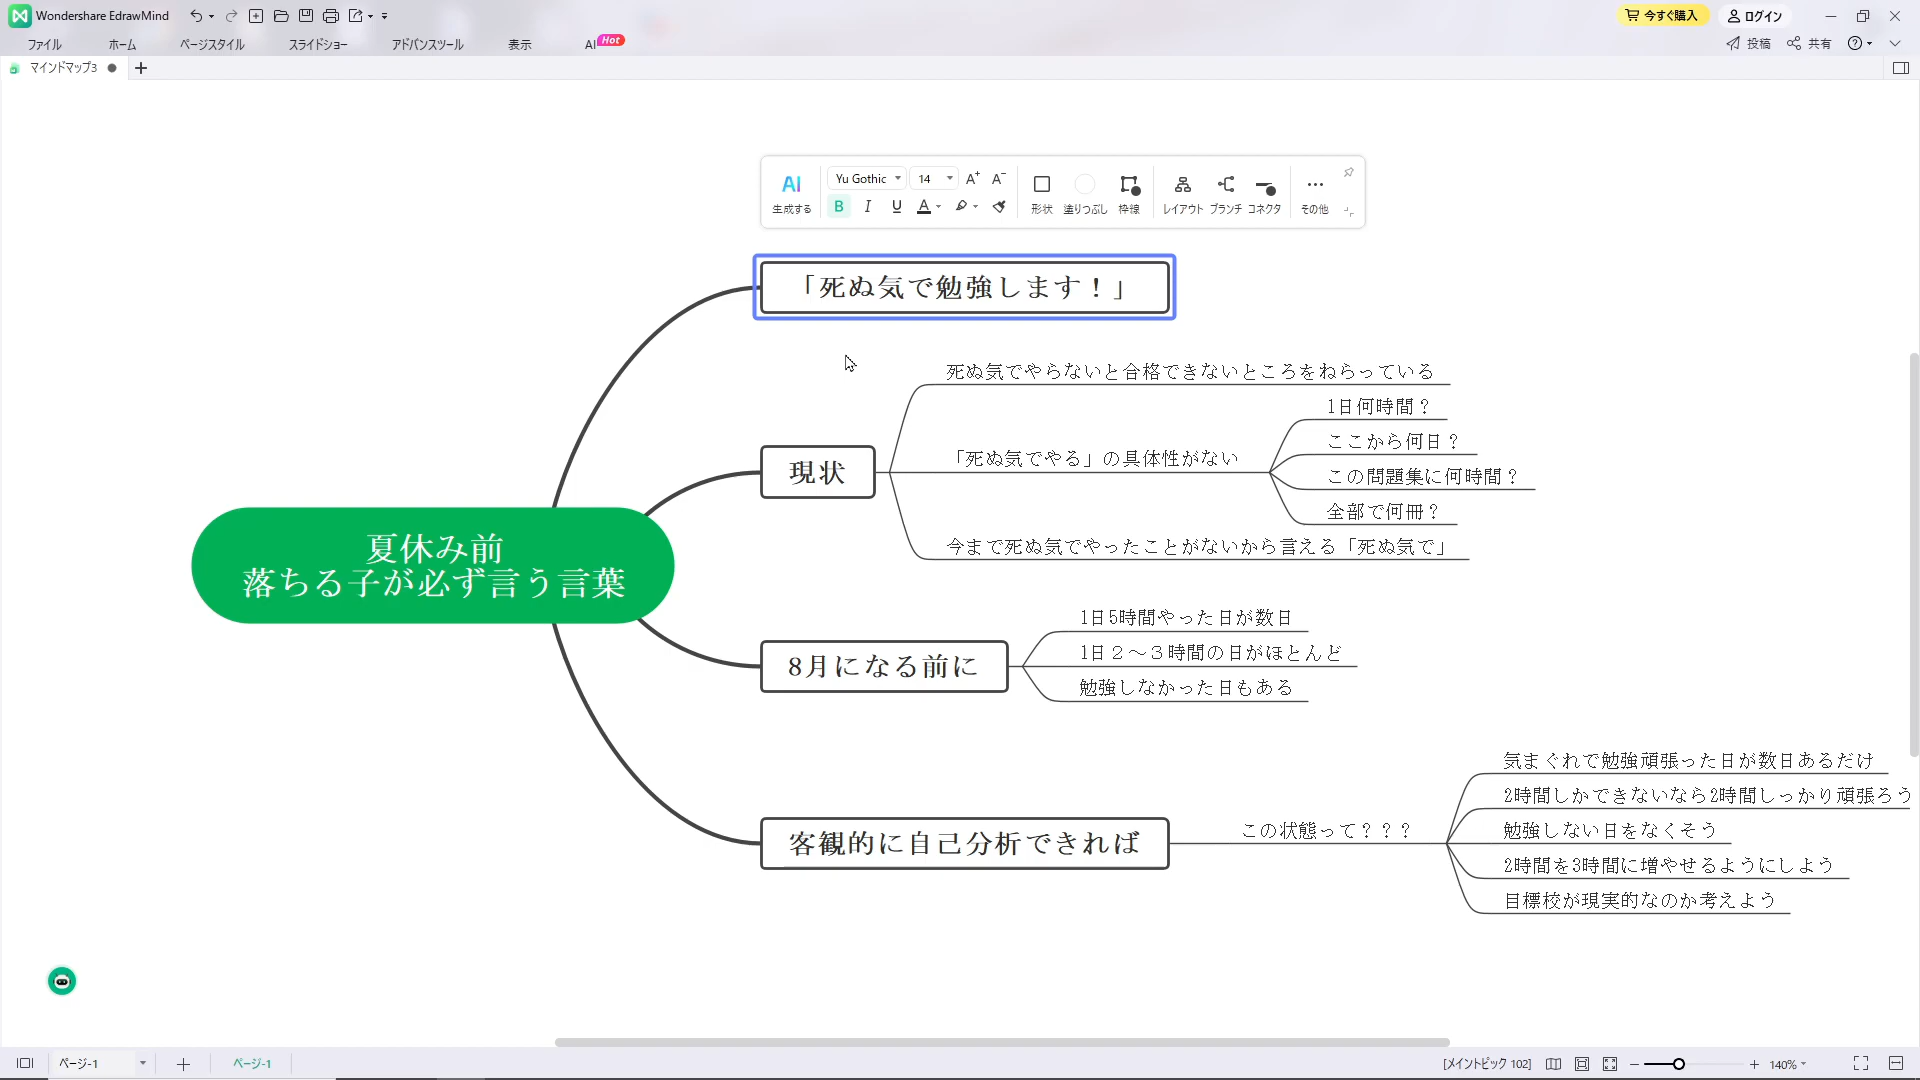 Wondershare EdrawMind
今すぐ購入
ログイン
ファイル
ホーム
ページスタイル
スライドショー
アドバンスツール
表示
AI
Hot
投稿
共有
マインドマップ3
AI
生成する
Yu Gothic
14
A+
A-
B
I
U
A
形状
塗りつぶし
枠線
レイアウト
ブランチ
コネクタ
その他
「死ぬ気で勉強します！」
死ぬ気でやらないと合格できないところをねらっている
1日何時間？
ここから何日？
「死ぬ気でやる」の具体性がない
現状
この問題集に何時間？
全部で何冊？
今まで死ぬ気でやったことがないから言える「死ぬ気で」
夏休み前
落ちる子が必ず言う言葉
1日5時間やった日が数日
1日２～３時間の日がほとんど
8月になる前に
勉強しなかった日もある
気まぐれで勉強頑張った日が数日あるだけ
2時間しかできないなら2時間しっかり頑張ろう
この状態って？？？
勉強しない日をなくそう
客観的に自己分析できれば
2時間を3時間に増やせるようにしよう
目標校が現実的なのか考えよう
ページ-1
ページ-1
[メイントピック 102]
140%